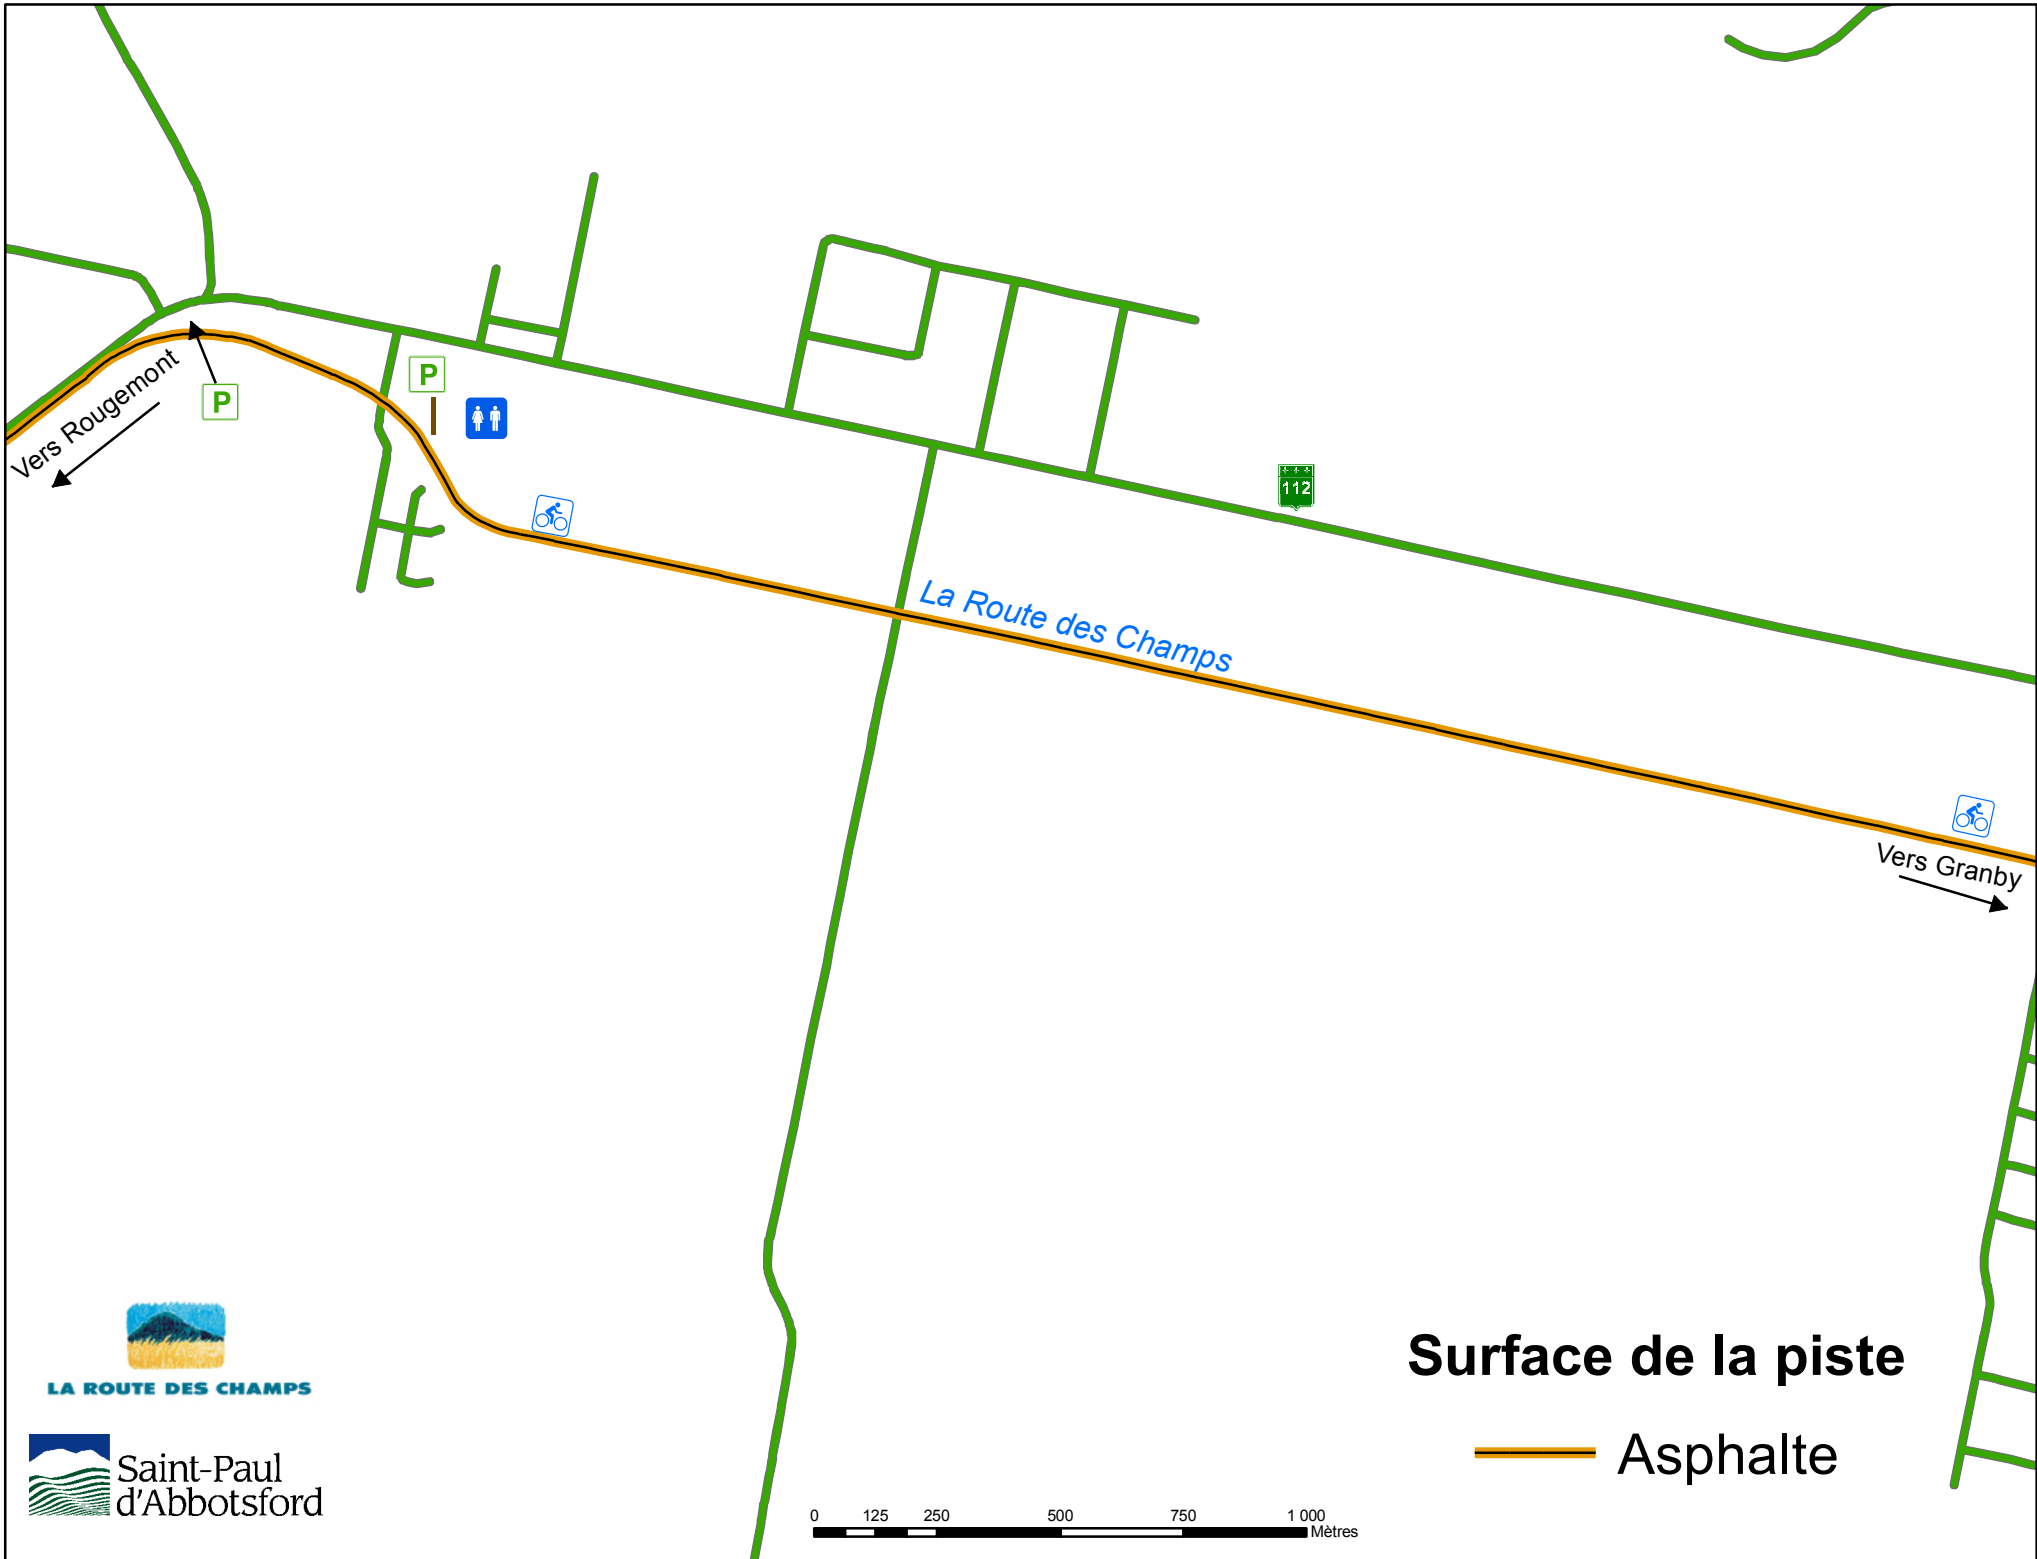 P
P
Vers Rougemont
112
La Route des Champs
Vers Granby
LA ROUTE DES CHAMPS
Saint-Paul
d'Abbotsford
Surface de la piste
Asphalte
0 125 250 500 750 1 000
Mètres